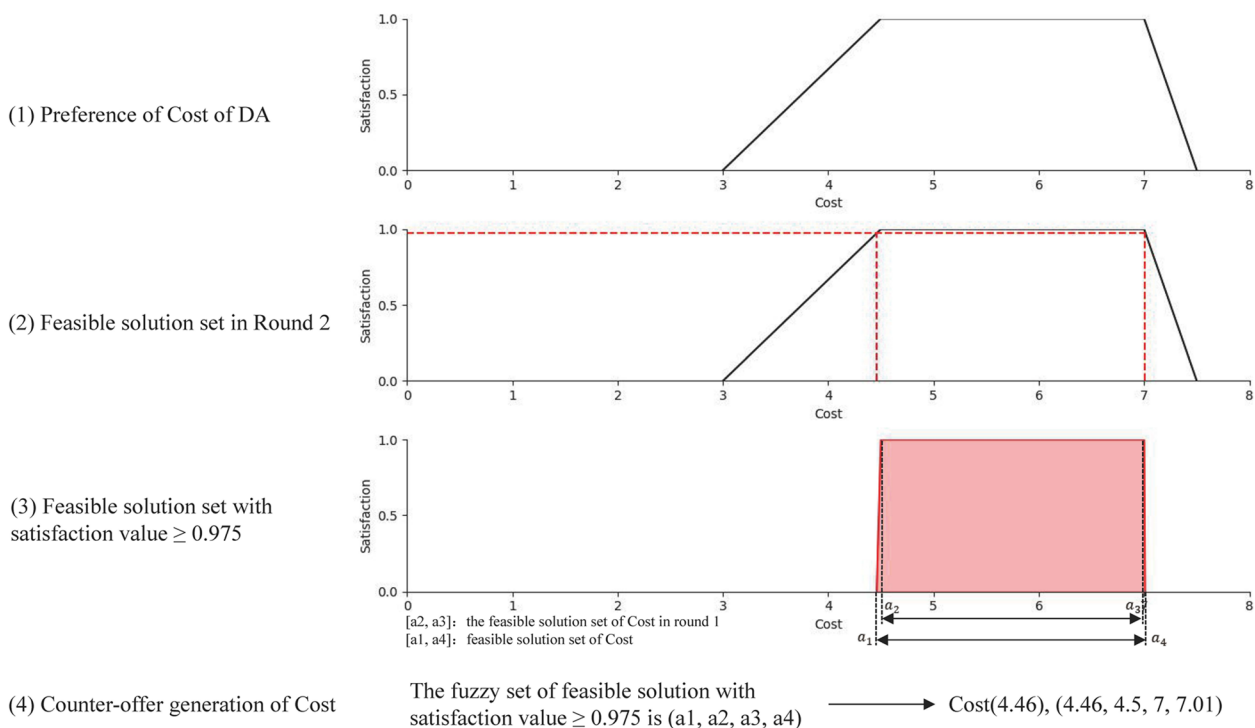 (1) Preference of Cost of DA
Satisfaction
1.0
0.5
0.0
0 1 2 3 4 5 6 7 8
Cost
(2) Feasible solution set in Round 2
Satisfaction
1.0
0.5
0.0
0 1 2 3 4 5 6 7 8
Cost
(3) Feasible solution set with
satisfaction value ≥ 0.975
Satisfaction
1.0
0.5
0.0
0 1 2 3 4 5 6 7 8
Cost
a₂ a₃
a₁ a₄
[a2, a3]: the feasible solution set of Cost in round 1
[a1, a4]: feasible solution set of Cost
(4) Counter-offer generation of Cost
The fuzzy set of feasible solution with
satisfaction value ≥ 0.975 is (a1, a2, a3, a4)
Cost(4.46), (4.46, 4.5, 7, 7.01)